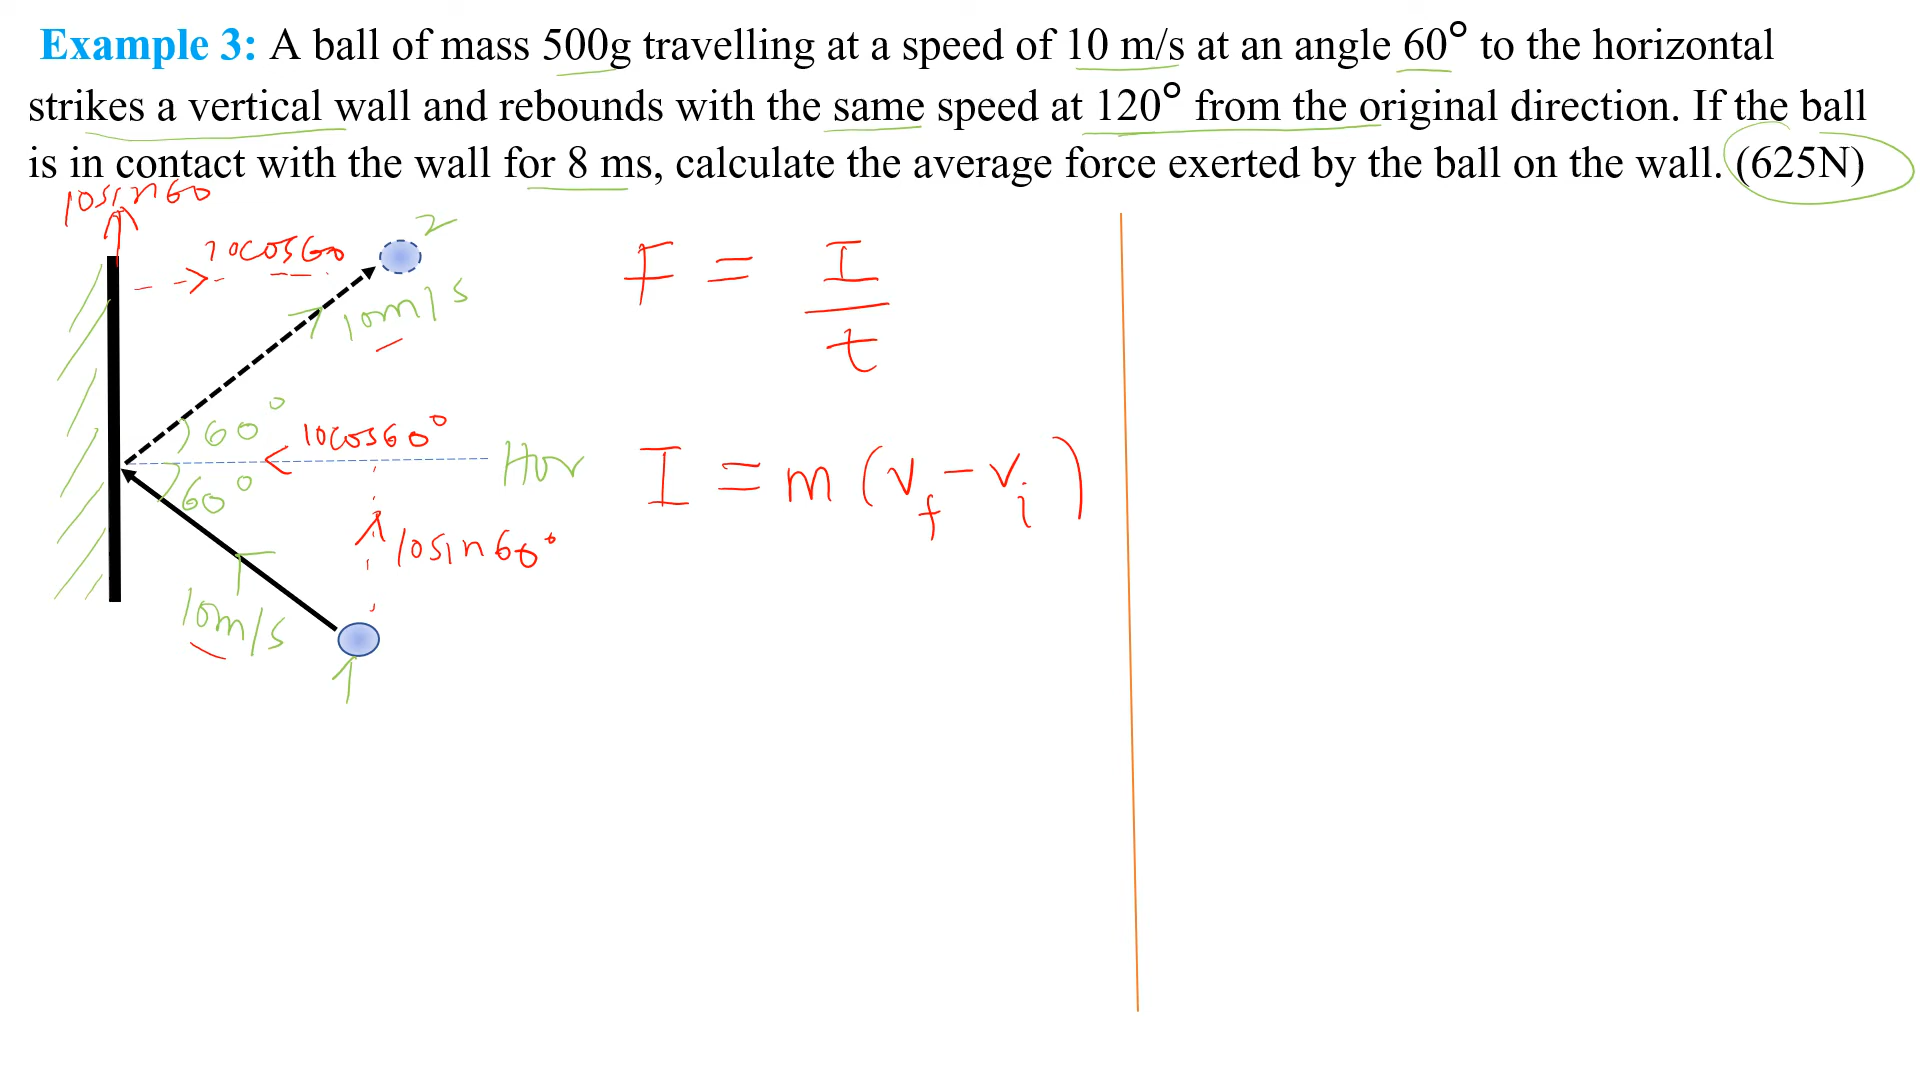 Example 3: A ball of mass 500g travelling at a speed of 10 m/s at an angle 60° to the horizontal
strikes a vertical wall and rebounds with the same speed at 120° from the original direction. If the ball
is in contact with the wall for 8 ms, calculate the average force exerted by the ball on the wall. (625N)
10sin60
10cos60
2
10m/s
F = I
t
60°
10cos60°
Hor
60°
I = m (vf - vi)
10sin60°
10m/s
1